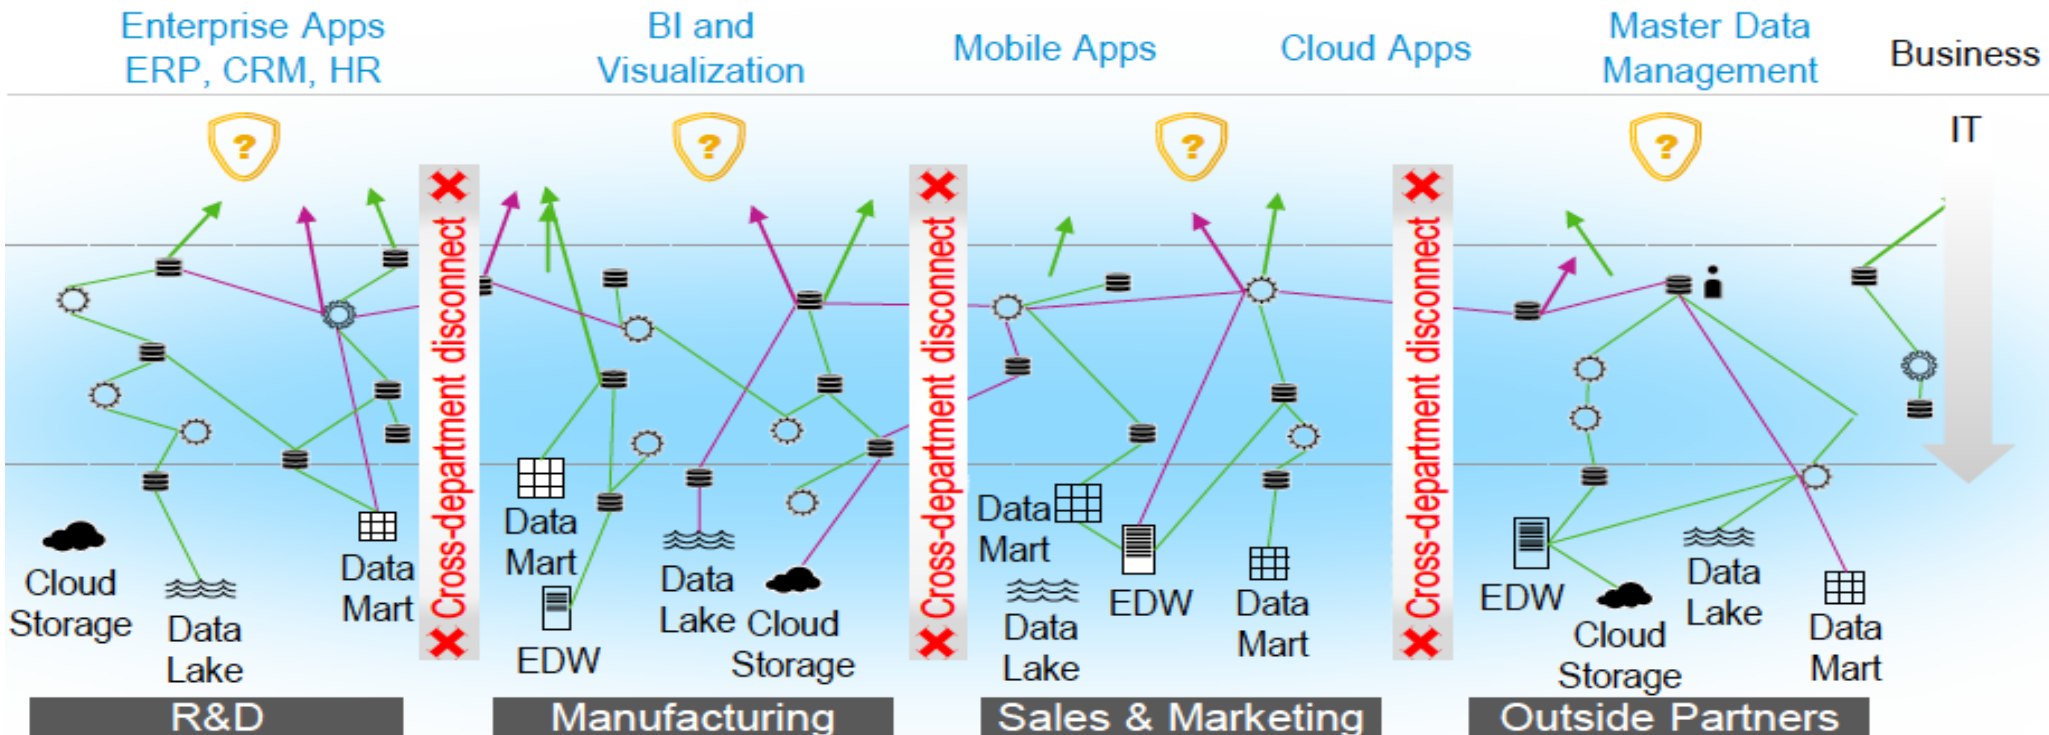 Enterprise Apps
ERP, CRM, HR
BI and
Visualization
Mobile Apps
Cloud Apps
Master Data
Management
Business
IT
?
?
?
?
Cross-department disconnect
Cross-department disconnect
Cross-department disconnect
Cloud
Storage
Data
Lake
Data
Mart
Data
Mart
EDW
Data
Lake
Cloud
Storage
Data
Mart
Data
Lake
EDW
Data
Mart
EDW
Cloud
Storage
Data
Lake
Data
Mart
R&D
Manufacturing
Sales & Marketing
Outside Partners